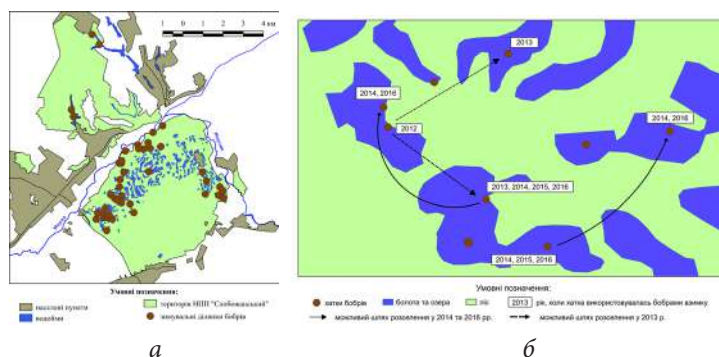 1 0 1 2 3 4 км
Умовні позначення:
населені пункти
водойми
територія НПП "Слобожанський"
зимувальні ділянки бобрів
а
2013
2014, 2016
2012
2014, 2016
2013, 2014, 2015, 2016
2014, 2015, 2016
Умовні позначення:
хатки бобрів
болота та озера
ліс
2013 рік, коли хатка використовувалась бобрами взимку
можливий шлях розселення у 2014 та 2016 рр.
можливий шлях розселення у 2013 р.
б